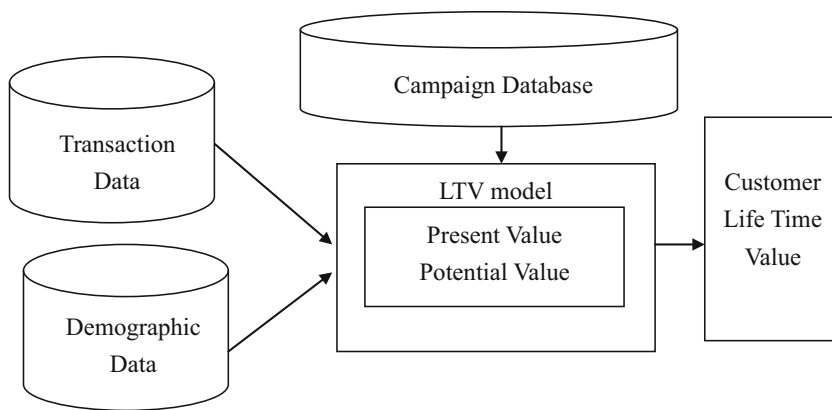 Campaign Database
Transaction
Data
LTV model
Present Value
Potential Value
Customer
Life Time
Value
Demographic
Data